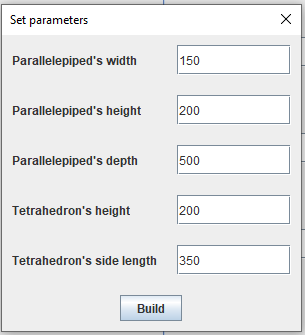 Set parameters
Parallelepiped's width 150
Parallelepiped's height 200
Parallelepiped's depth 500
Tetrahedron's height 200
Tetrahedron's side length 350
Build